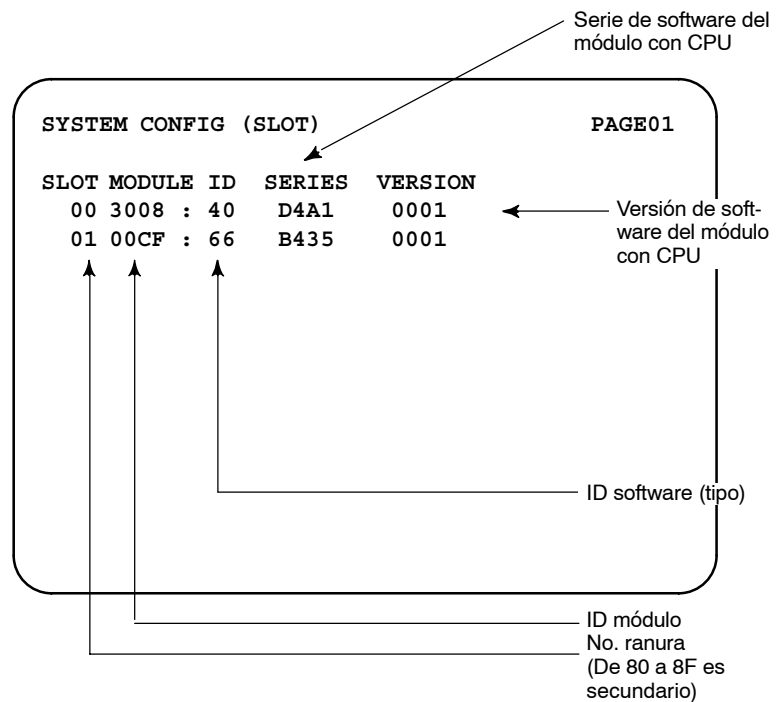 Serie de software del
módulo con CPU
SYSTEM CONFIG (SLOT) PAGE01
SLOT MODULE ID SERIES VERSION
00 3008 : 40 D4A1 0001
01 00CF : 66 B435 0001
Versión de soft-
ware del módulo
con CPU
ID software (tipo)
ID módulo
No. ranura
(De 80 a 8F es
secundario)